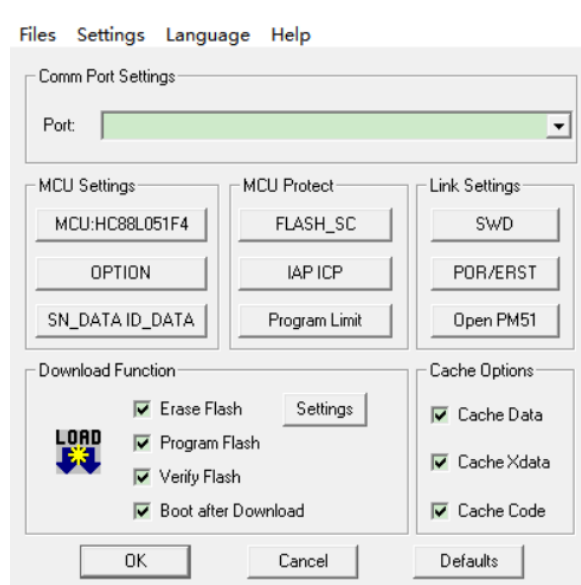 Files Settings Language Help
Comm Port Settings
Port:
MCU Settings MCU Protect Link Settings
MCU:HC88L051F4 FLASH_SC SWD
OPTION IAP ICP POR/ERST
SN_DATA ID_DATA Program Limit Open PM51
Download Function Cache Options
Erase Flash Settings Cache Data
LOAD Program Flash
Verify Flash Cache Xdata
Boot after Download Cache Code
OK Cancel Defaults